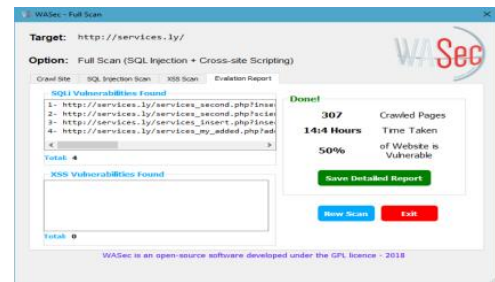 WASec - Full Scan
Target: http://services.ly/
Option: Full Scan (SQL Injection + Cross-site Scripting)
WASec
Crawl Site SQL Injection Scan XSS Scan Evalation Report
SQLi Vulnerabilities Found
1- http://services.ly/services_second.php?inse
2- http://services.ly/services_second.php?scie
3- http://services.ly/services_insert.php?inse
4- http://services.ly/services_my_added.php?ad
Total: 4
XSS Vulnerabilities Found
Total: 0
Done!
307 Crawled Pages
14:4 Hours Time Taken
50% of Website is
Vulnerable
Save Detailed Report
New Scan Exit
WASec is an open-source software developed under the GPL licence - 2018